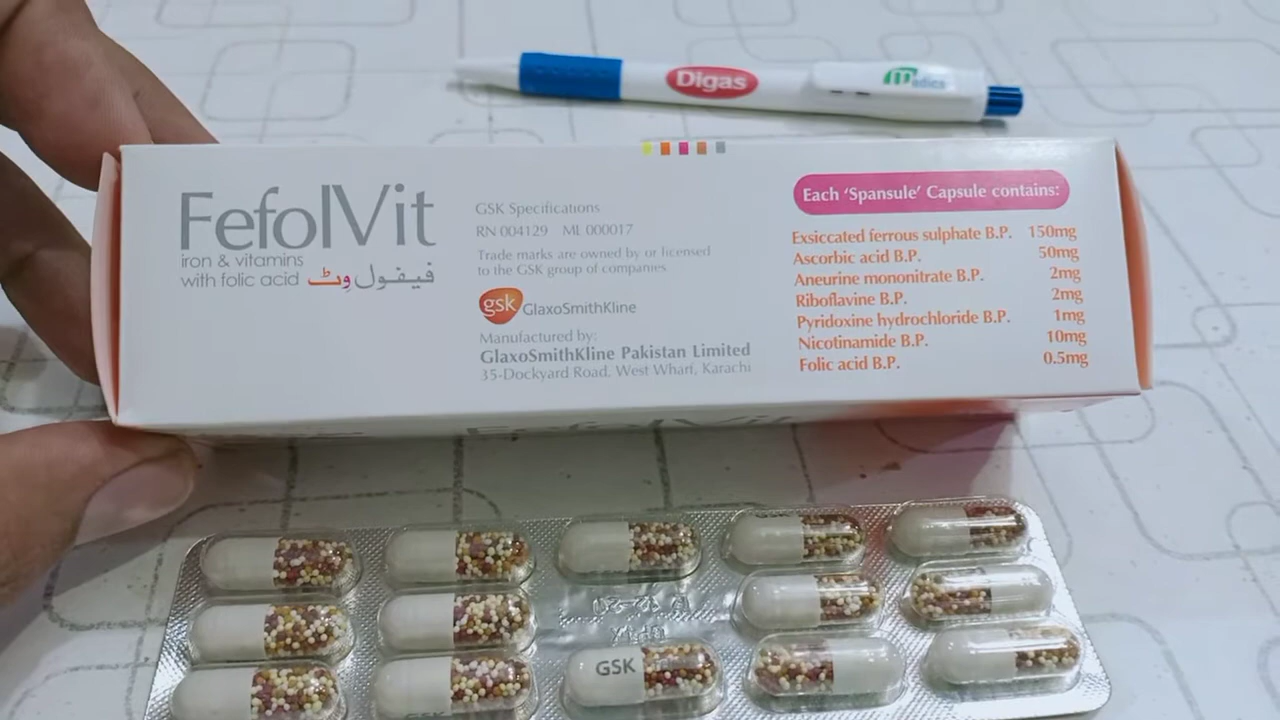 Digas
Medics
FefolVit
iron & vitamins
with folic acid فيفول وِٹ
GSK Specifications
RN 004129 ML 000017
Trade marks are owned by or licensed
to the GSK group of companies
gsk GlaxoSmithKline
Manufactured by:
GlaxoSmithKline Pakistan Limited
35-Dockyard Road, West Wharf, Karachi
Each ‘Spansule’ Capsule contains:
Exsiccated ferrous sulphate B.P. 150mg
Ascorbic acid B.P. 50mg
Aneurine mononitrate B.P. 2mg
Riboflavine B.P. 2mg
Pyridoxine hydrochloride B.P. 1mg
Nicotinamide B.P. 10mg
Folic acid B.P. 0.5mg
FefolVit
GSK
GSK